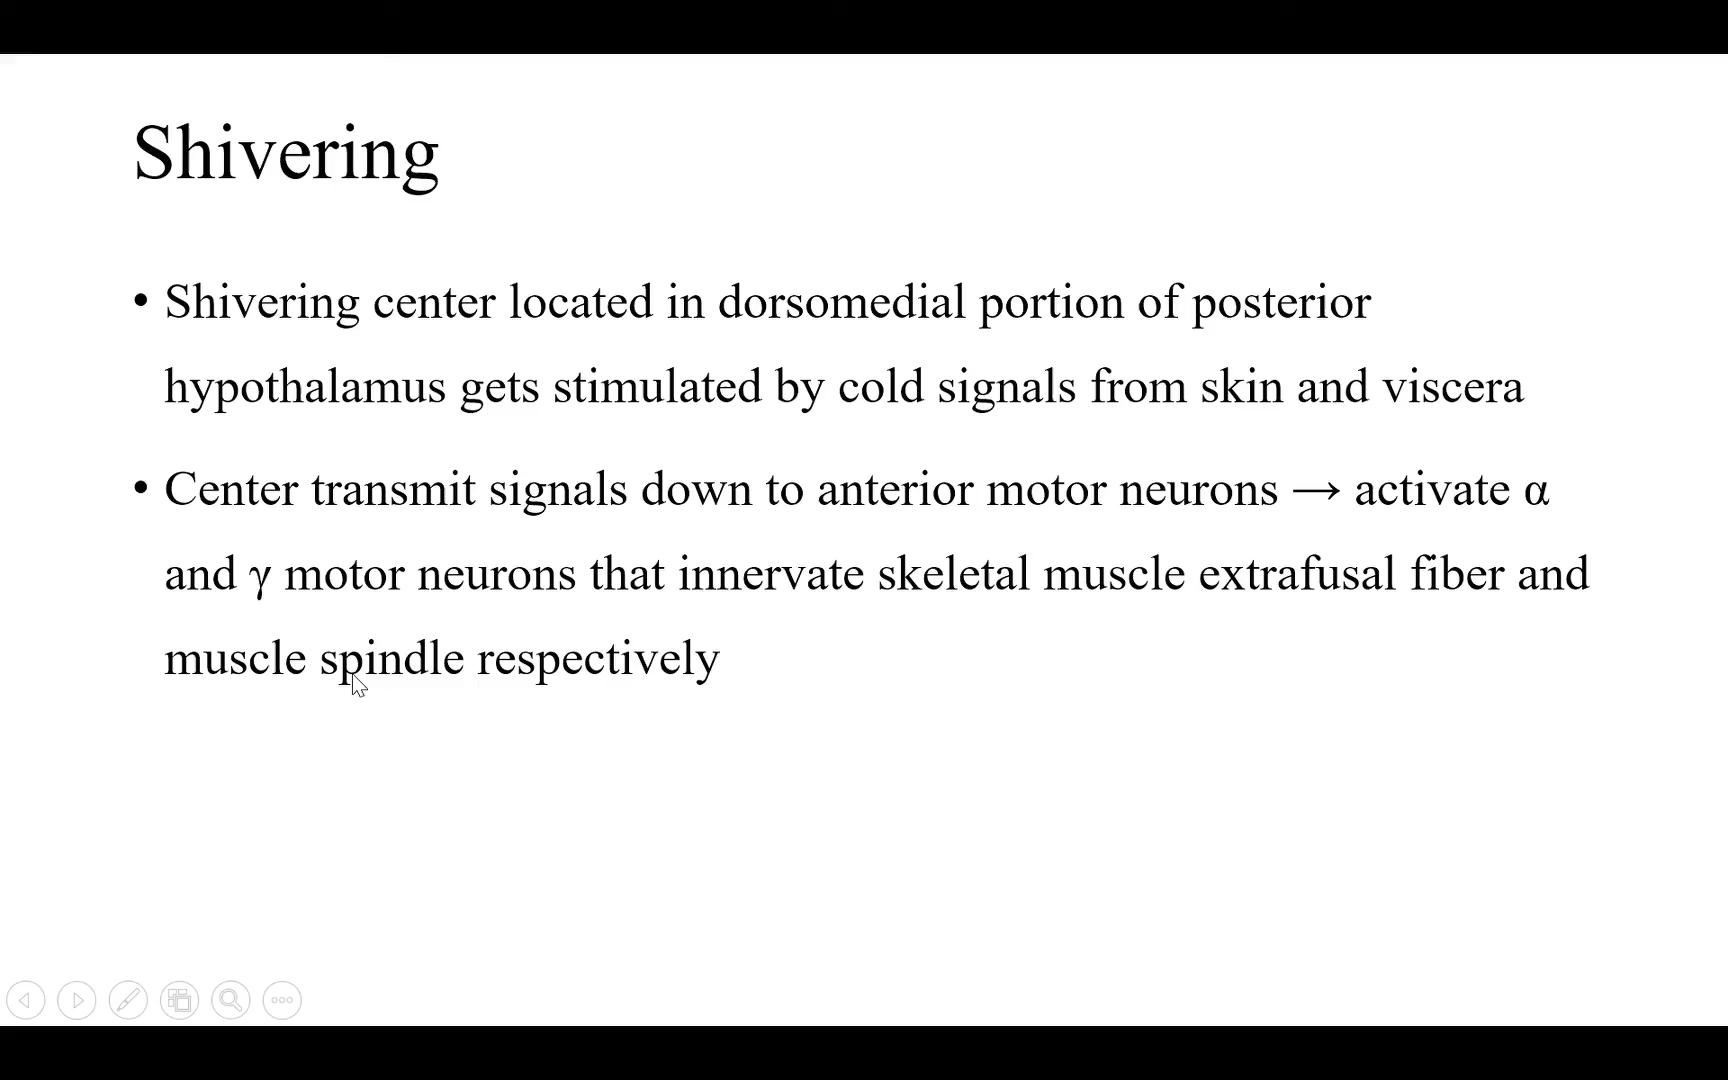 Shivering
• Shivering center located in dorsomedial portion of posterior
hypothalamus gets stimulated by cold signals from skin and viscera
• Center transmit signals down to anterior motor neurons → activate α
and γ motor neurons that innervate skeletal muscle extrafusal fiber and
muscle spindle respectively